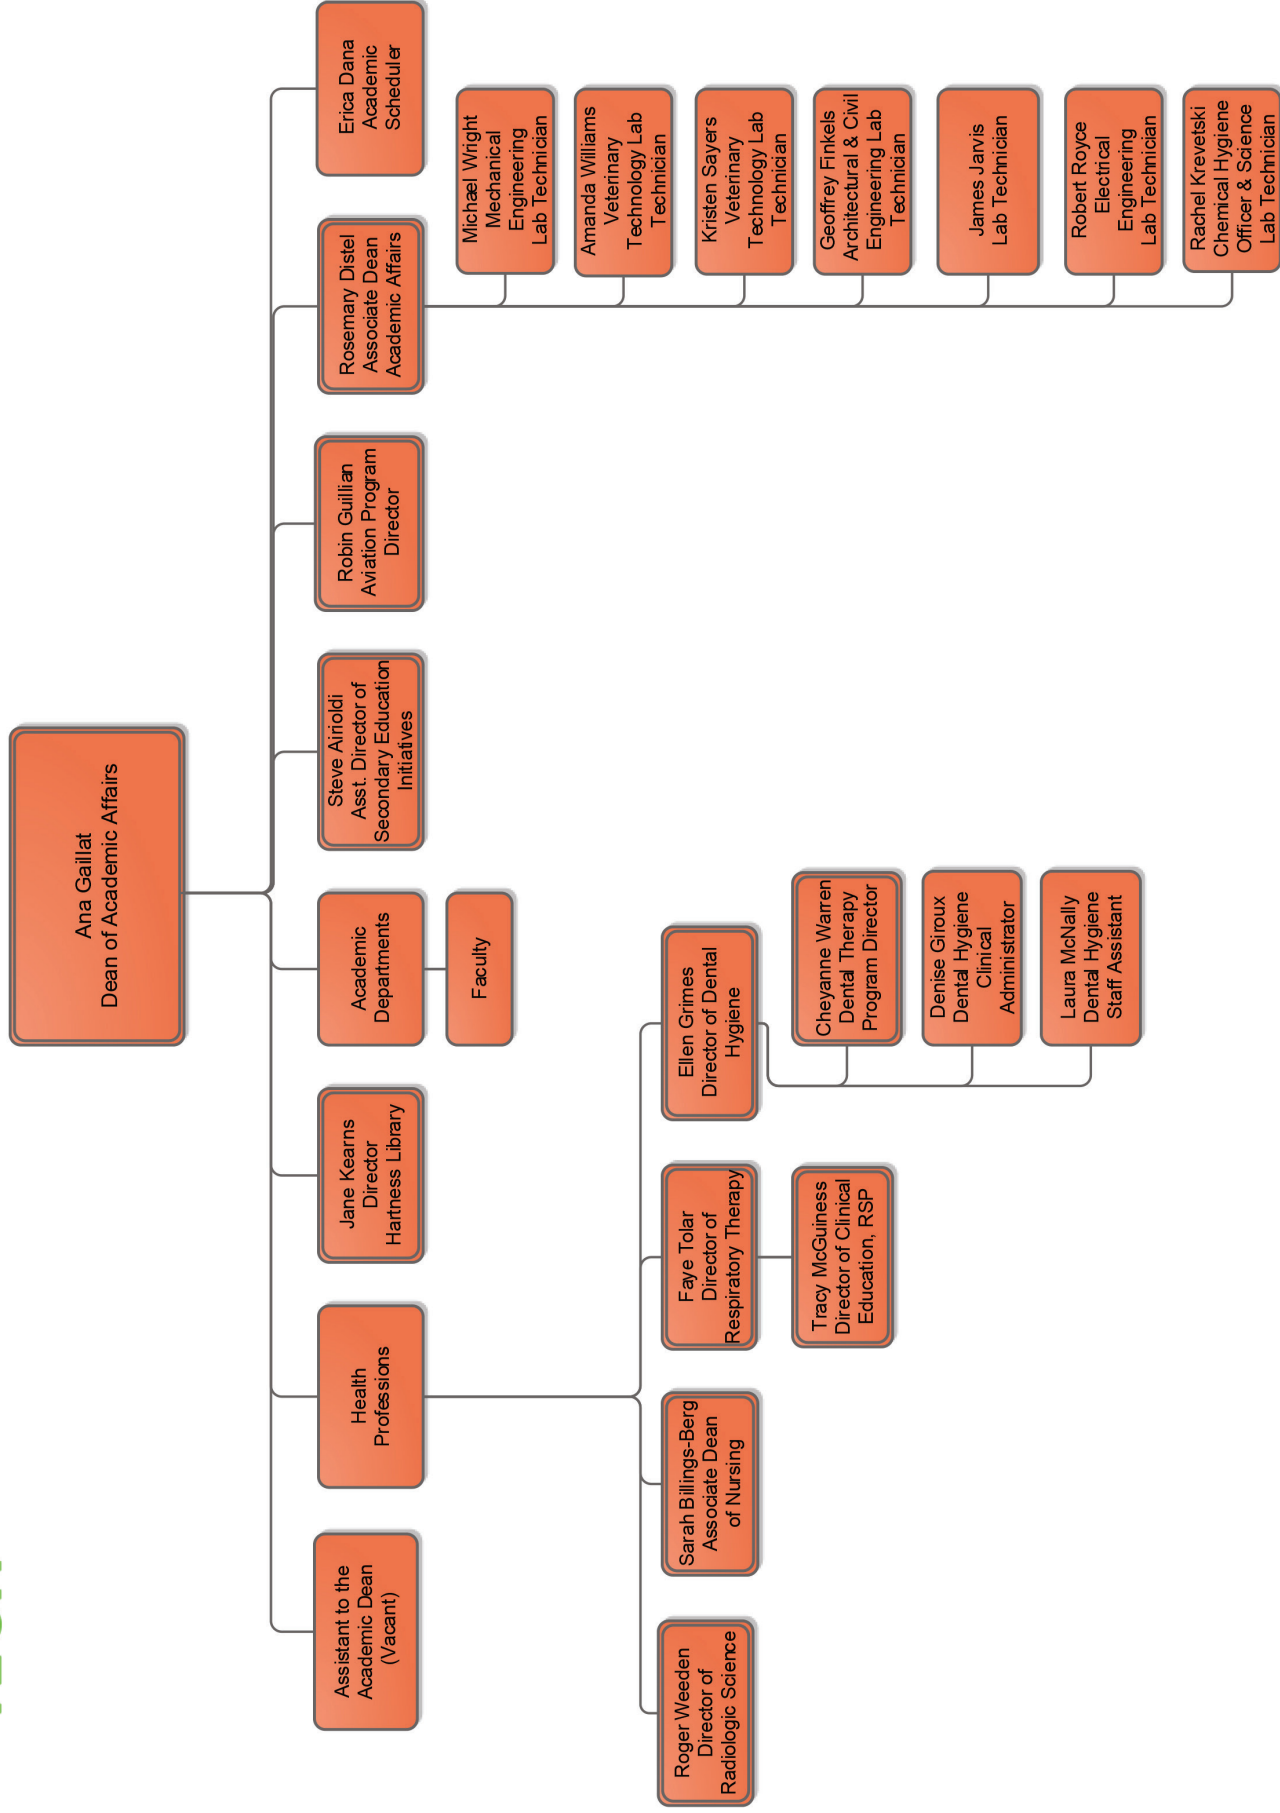 Ana Gaillat
Dean of Academic Affairs
Assistant to the
Academic Dean
(Vacant)
Health
Professions
Jane Kearns
Director
Hartness Library
Academic
Departments
Steve Airioldi
Asst. Director of
Secondary Education
Initiatives
Robin Guillian
Aviation Program
Director
Rosemary Distel
Associate Dean
Academic Affairs
Erica Dana
Academic
Scheduler
Faculty
Michael Wright
Mechanical
Engineering
Lab Technician
Amanda Williams
Veterinary
Technology Lab
Technician
Kristen Sayers
Veterinary
Technology Lab
Technician
Geoffrey Finkels
Architectural & Civil
Engineering Lab
Technician
James Jarvis
Lab Technician
Robert Royce
Electrical
Engineering
Lab Technician
Rachel Krevetski
Chemical Hygiene
Officer & Science
Lab Technician
Roger Weeden
Director of
Radiologic Science
Sarah Billings-Berg
Associate Dean
of Nursing
Faye Tolar
Director of
Respiratory Therapy
Ellen Grimes
Director of Dental
Hygiene
Tracy McGuiness
Director of Clinical
Education, RSP
Cheyanne Warren
Dental Therapy
Program Director
Denise Giroux
Dental Hygiene
Clinical
Administrator
Laura McNally
Dental Hygiene
Staff Assistant